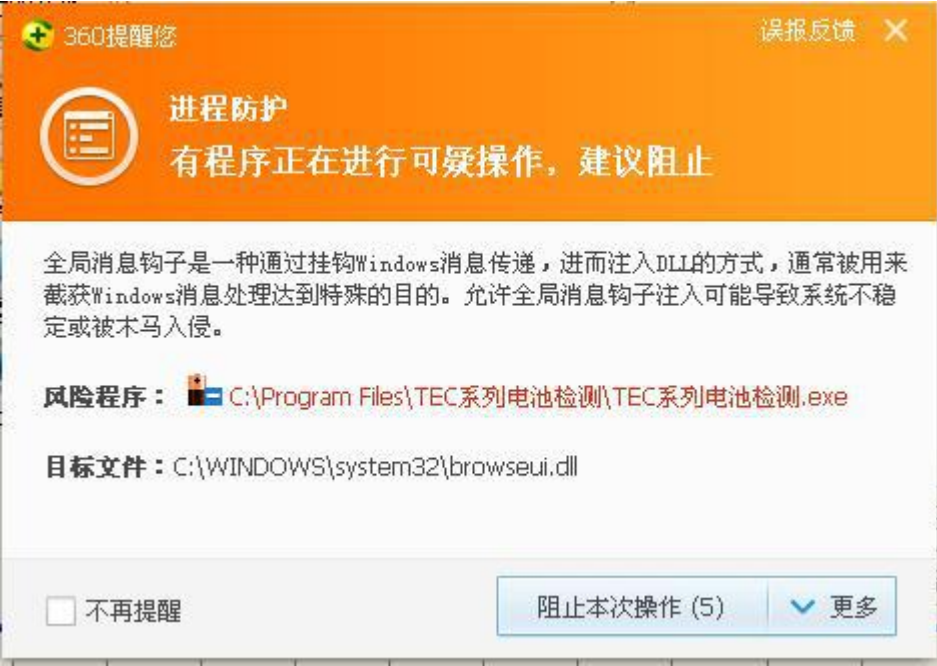 360提醒您
误报反馈
进程防护
有程序正在进行可疑操作，建议阻止
全局消息钩子是一种通过挂钩Windows消息传递，进而注入DLL的方式，通常被用来
截获Windows消息处理达到特殊的目的。允许全局消息钩子注入可能导致系统不稳
定或被木马入侵。
风险程序： C:\Program Files\TEC系列电池检测\TEC系列电池检测.exe
目标文件：C:\WINDOWS\system32\browseui.dll
不再提醒
阻止本次操作 (5)
更多